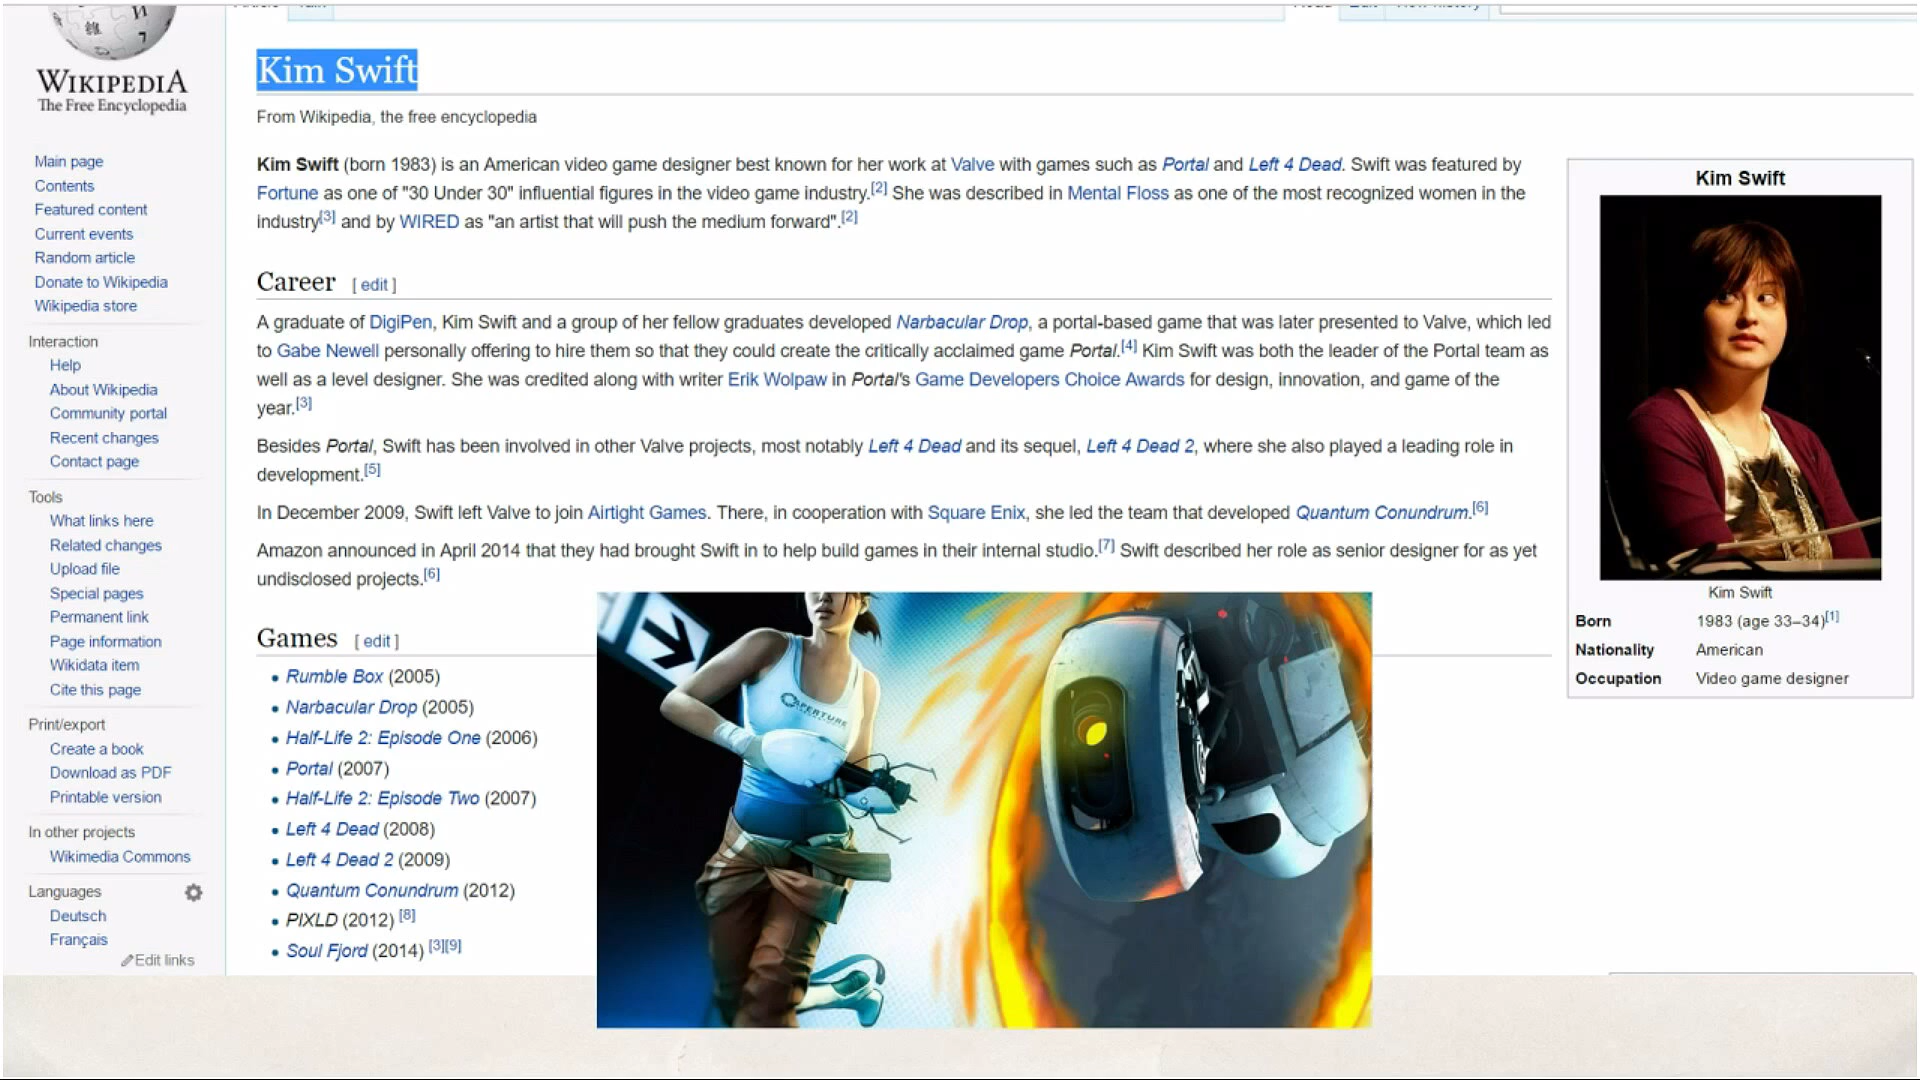 WIKIPEDIA
The Free Encyclopedia
Main page
Contents
Featured content
Current events
Random article
Donate to Wikipedia
Wikipedia store
Interaction
Help
About Wikipedia
Community portal
Recent changes
Contact page
Tools
What links here
Related changes
Upload file
Special pages
Permanent link
Page information
Wikidata item
Cite this page
Print/export
Create a book
Download as PDF
Printable version
In other projects
Wikimedia Commons
Languages
Deutsch
Français
Edit links
Kim Swift
From Wikipedia, the free encyclopedia
Kim Swift (born 1983) is an American video game designer best known for her work at Valve with games such as Portal and Left 4 Dead. Swift was featured by
Fortune as one of "30 Under 30" influential figures in the video game industry.[2] She was described in Mental Floss as one of the most recognized women in the
industry[3] and by WIRED as "an artist that will push the medium forward".[2]
Career [ edit ]
A graduate of DigiPen, Kim Swift and a group of her fellow graduates developed Narbacular Drop, a portal-based game that was later presented to Valve, which led
to Gabe Newell personally offering to hire them so that they could create the critically acclaimed game Portal.[4] Kim Swift was both the leader of the Portal team as
well as a level designer. She was credited along with writer Erik Wolpaw in Portal's Game Developers Choice Awards for design, innovation, and game of the
year.[3]
Besides Portal, Swift has been involved in other Valve projects, most notably Left 4 Dead and its sequel, Left 4 Dead 2, where she also played a leading role in
development.[5]
In December 2009, Swift left Valve to join Airtight Games. There, in cooperation with Square Enix, she led the team that developed Quantum Conundrum.[6]
Amazon announced in April 2014 that they had brought Swift in to help build games in their internal studio.[7] Swift described her role as senior designer for as yet
undisclosed projects.[6]
Games [ edit ]
Rumble Box (2005)
Narbacular Drop (2005)
Half-Life 2: Episode One (2006)
Portal (2007)
Half-Life 2: Episode Two (2007)
Left 4 Dead (2008)
Left 4 Dead 2 (2009)
Quantum Conundrum (2012)
PIXLD (2012) [8]
Soul Fjord (2014) [3][9]
APERTURE
Kim Swift
Kim Swift
Born 1983 (age 33–34)[1]
Nationality American
Occupation Video game designer